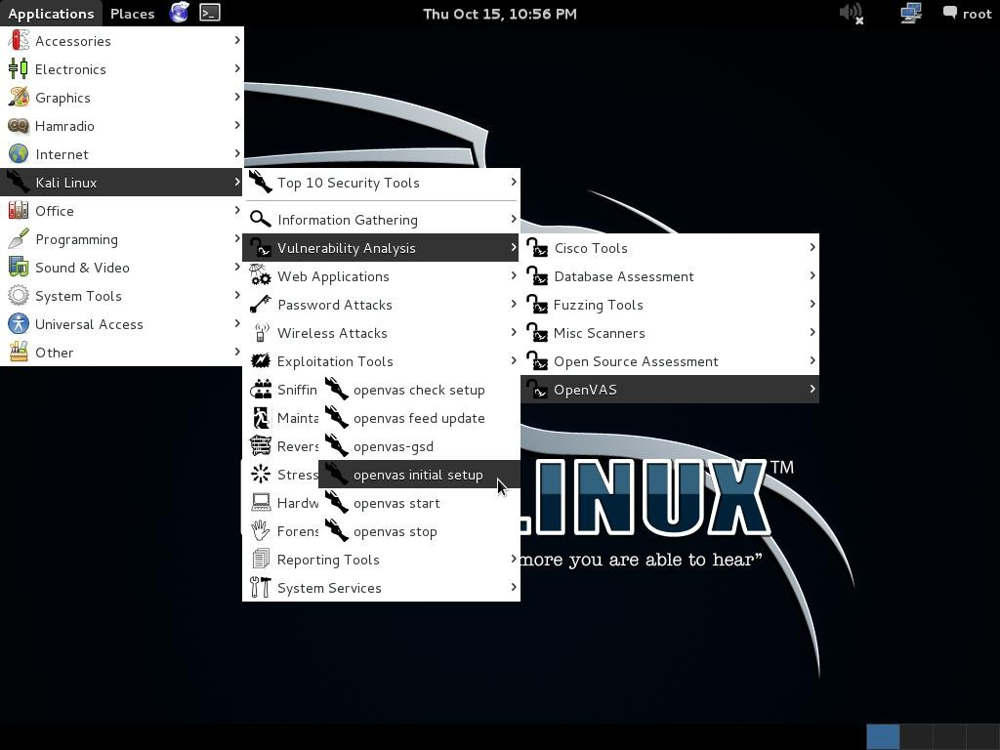 Applications Places Thu Oct 15, 10:56 PM root
Accessories
Electronics
Graphics
Hamradio
Internet
Kali Linux
Office
Programming
Sound & Video
System Tools
Universal Access
Other
Top 10 Security Tools
Information Gathering
Vulnerability Analysis
Web Applications
Password Attacks
Wireless Attacks
Exploitation Tools
Sniffin
Mainta
Revers
Stress
Hardw
Forens
Reporting Tools
System Services
Cisco Tools
Database Assessment
Fuzzing Tools
Misc Scanners
Open Source Assessment
OpenVAS
openvas check setup
openvas feed update
openvas-gsd
openvas initial setup
openvas start
openvas stop
LINUX™
more you are able to hear”